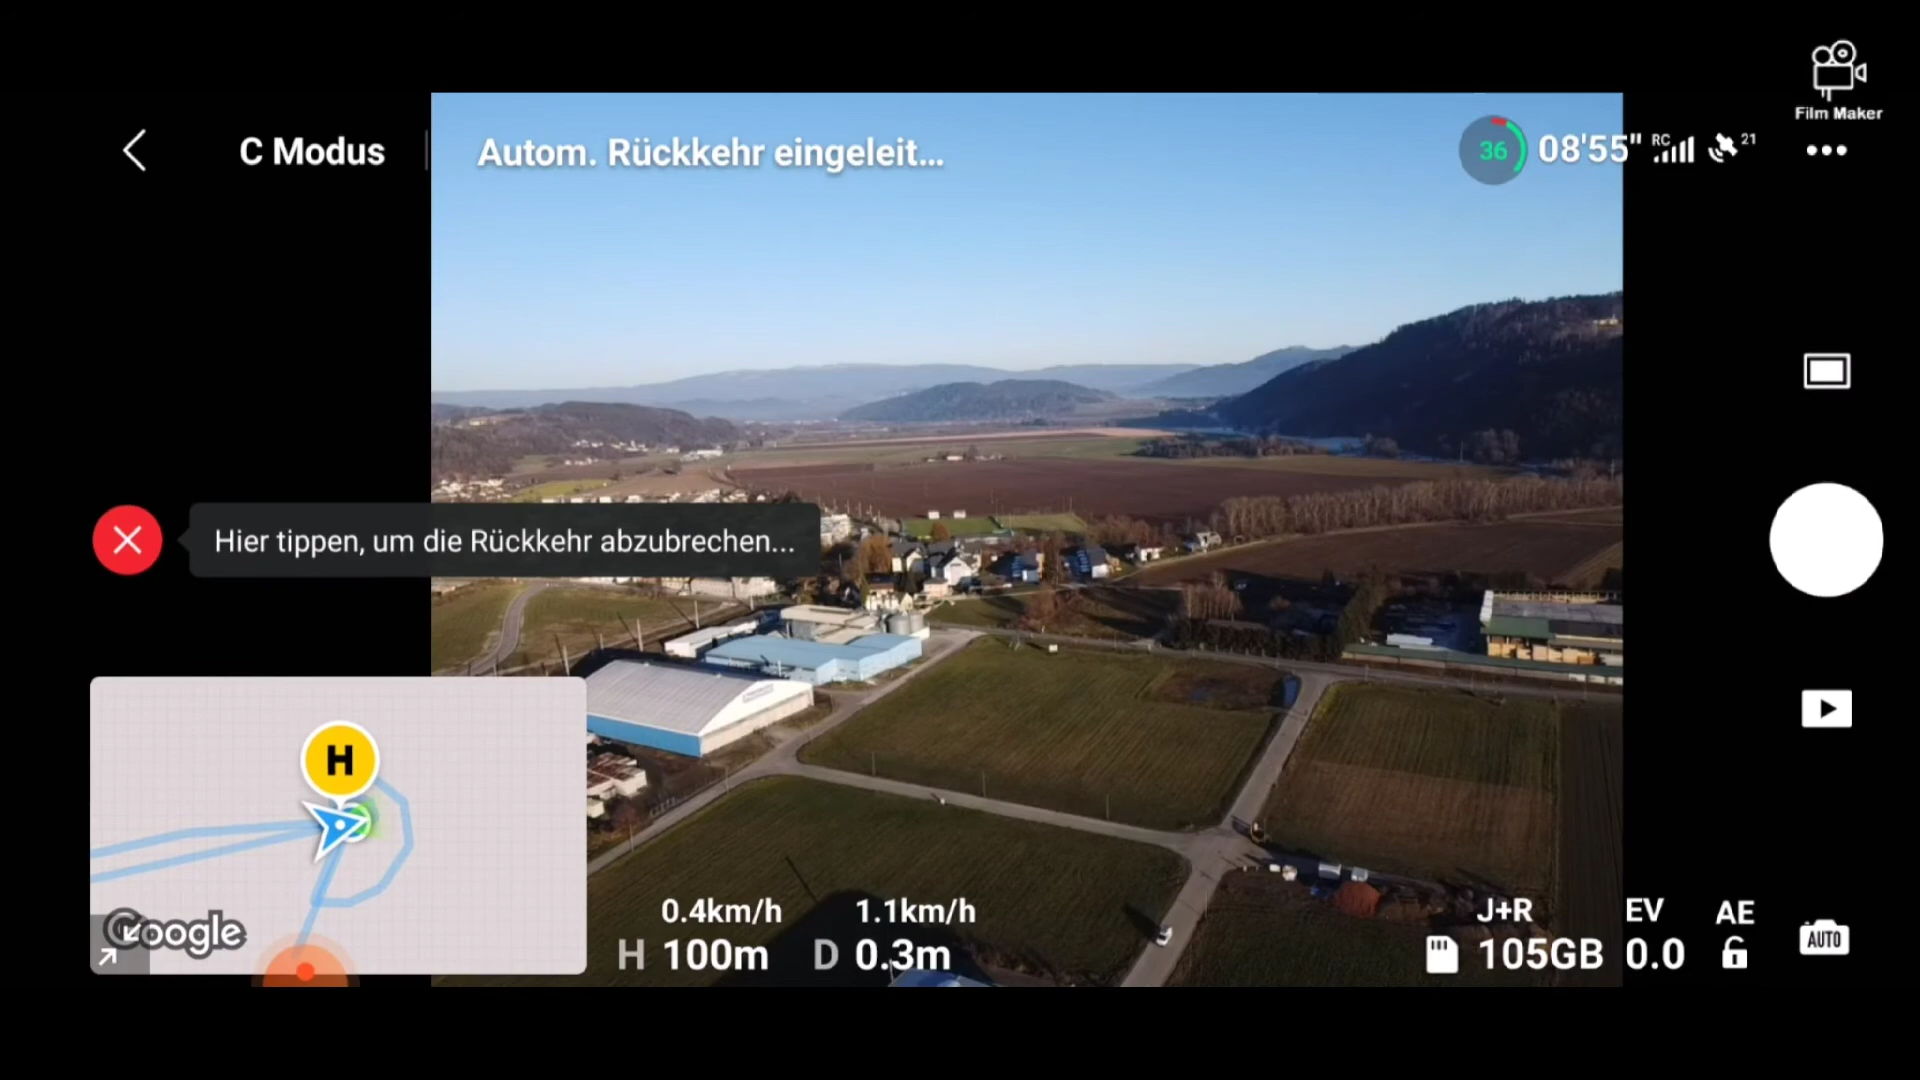 Film Maker
C Modus
Autom. Rückkehr eingeleit...
36
08'55"
RC
21
Hier tippen, um die Rückkehr abzubrechen...
H
Google
0.4km/h
1.1km/h
H 100m
D 0.3m
J+R
105GB
EV
0.0
AE
AUTO